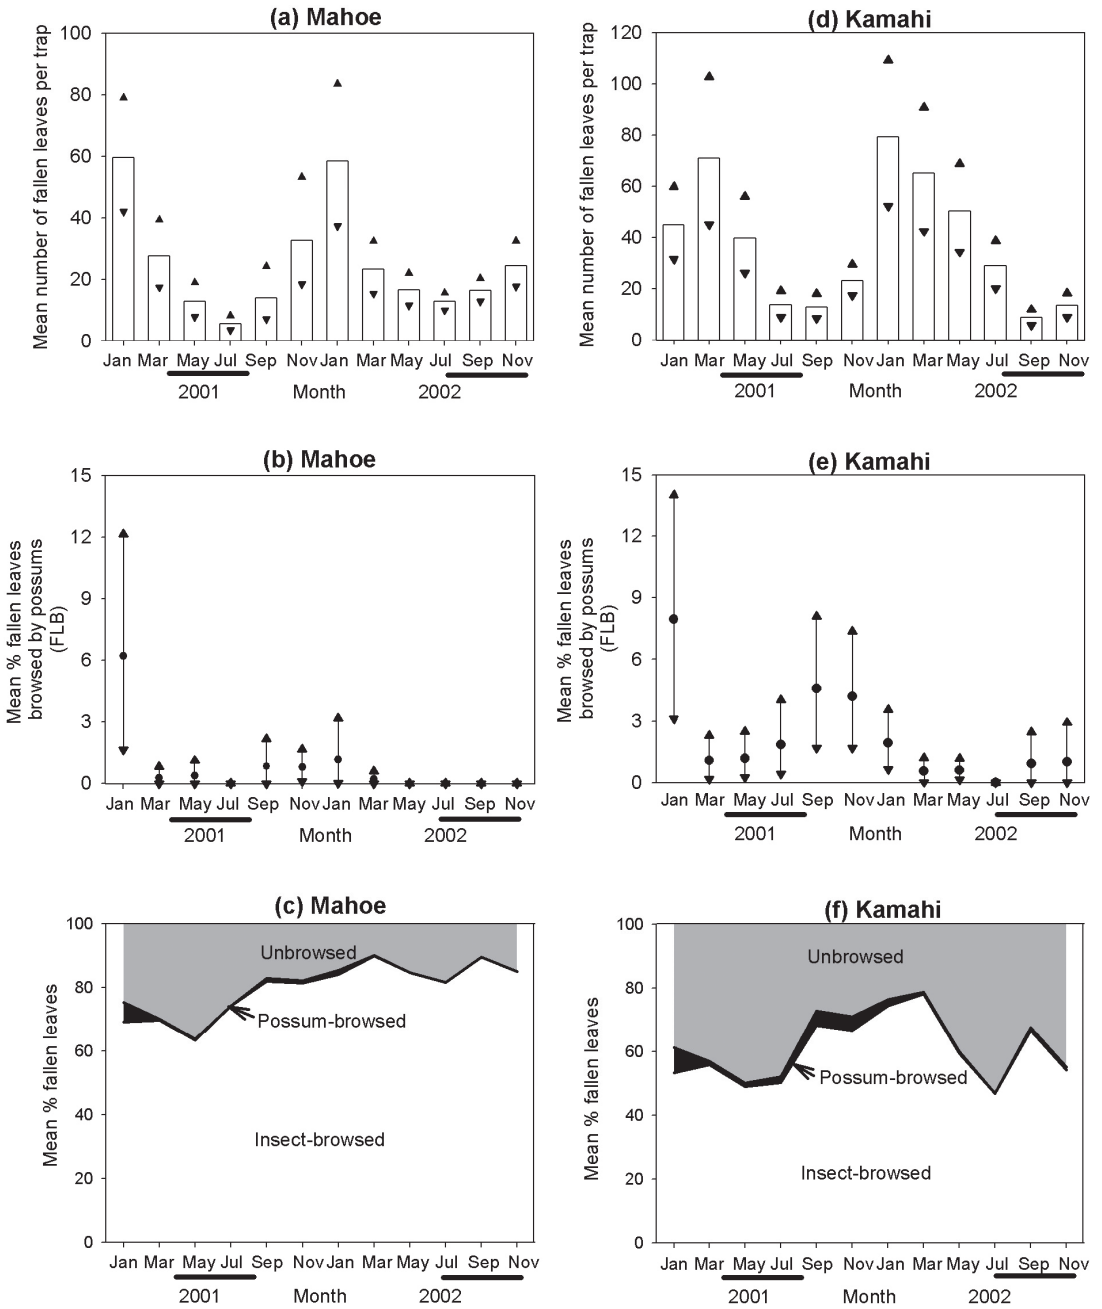 (a) Mahoe
Mean number of fallen leaves per trap
100
80
60
40
20
0
Jan Mar May Jul Sep Nov Jan Mar May Jul Sep Nov
2001 Month 2002
(d) Kamahi
Mean number of fallen leaves per trap
120
100
80
60
40
20
0
Jan Mar May Jul Sep Nov Jan Mar May Jul Sep Nov
2001 Month 2002
(b) Mahoe
Mean % fallen leaves
browsed by possums
(FLB)
15
12
9
6
3
0
Jan Mar May Jul Sep Nov Jan Mar May Jul Sep Nov
2001 Month 2002
(e) Kamahi
Mean % fallen leaves
browsed by possums
(FLB)
15
12
9
6
3
0
Jan Mar May Jul Sep Nov Jan Mar May Jul Sep Nov
2001 Month 2002
(c) Mahoe
Mean % fallen leaves
100
80
60
40
20
0
Unbrowsed
Possum-browsed
Insect-browsed
Jan Mar May Jul Sep Nov Jan Mar May Jul Sep Nov
2001 Month 2002
(f) Kamahi
Mean % fallen leaves
100
80
60
40
20
0
Unbrowsed
Possum-browsed
Insect-browsed
Jan Mar May Jul Sep Nov Jan Mar May Jul Sep Nov
2001 Month 2002